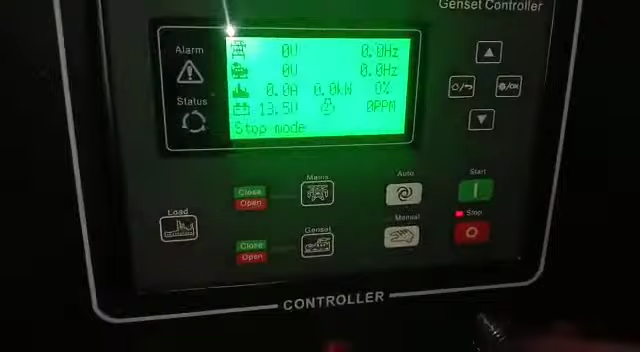 Genset Controller
Alarm
Status
0V 0.0Hz
0V 0.0Hz
0.0A 0.0kW 0%
13.5V 0RPM
Stop mode
Load
Close
Open
Mains
Auto
Start
Close
Open
Genset
Manual
Stop
CONTROLLER